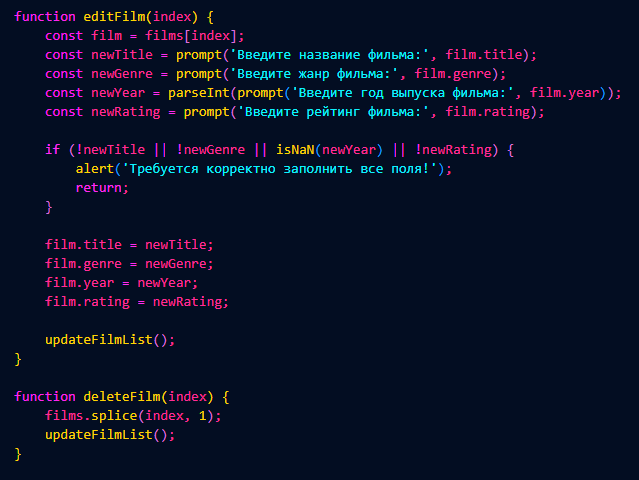 function editFilm(index) {
    const film = films[index];
    const newTitle = prompt('Введите название фильма:', film.title);
    const newGenre = prompt('Введите жанр фильма:', film.genre);
    const newYear = parseInt(prompt('Введите год выпуска фильма:', film.year));
    const newRating = prompt('Введите рейтинг фильма:', film.rating);

    if (!newTitle || !newGenre || isNaN(newYear) || !newRating) {
        alert('Требуется корректно заполнить все поля!');
        return;
    }

    film.title = newTitle;
    film.genre = newGenre;
    film.year = newYear;
    film.rating = newRating;

    updateFilmList();
}

function deleteFilm(index) {
    films.splice(index, 1);
    updateFilmList();
}